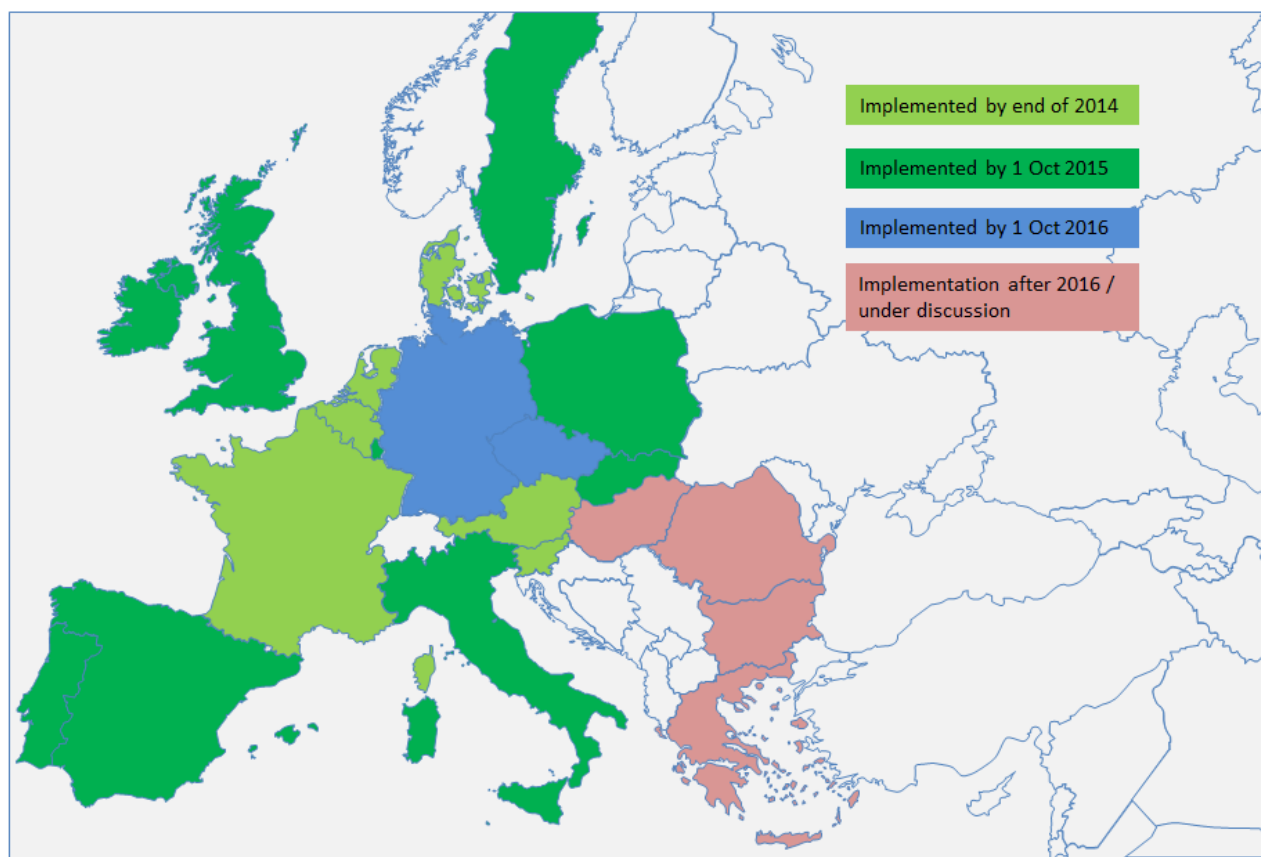 Implemented by end of 2014
Implemented by 1 Oct 2015
Implemented by 1 Oct 2016
Implementation after 2016 /
under discussion